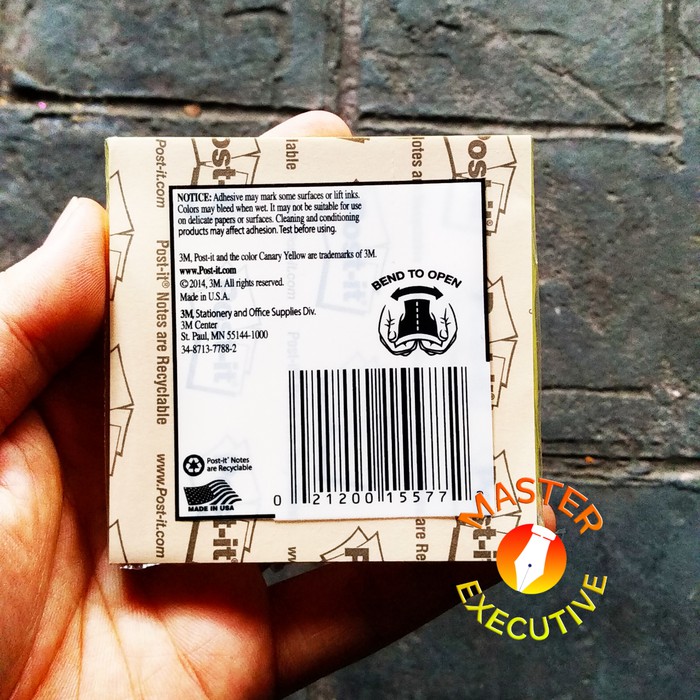 Post-it.com
Post-it® Notes are Recyclable
www.Post-it.com
NOTICE: Adhesive may mark some surfaces or lift inks.
Colors may bleed when wet. It may not be suitable for use
on delicate papers or surfaces. Cleaning and conditioning
products may affect adhesion. Test before using.
3M, Post-it and the color Canary Yellow are trademarks of 3M.
www.Post-it.com
© 2014, 3M. All rights reserved.
Made in U.S.A.
3M, Stationery and Office Supplies Div.
3M Center
St. Paul, MN 55144-1000
34-8713-7788-2
BEND TO OPEN
Post-it® Notes
are Recyclable
MADE IN USA
0 21200 15577
MASTER
EXECUTIVE